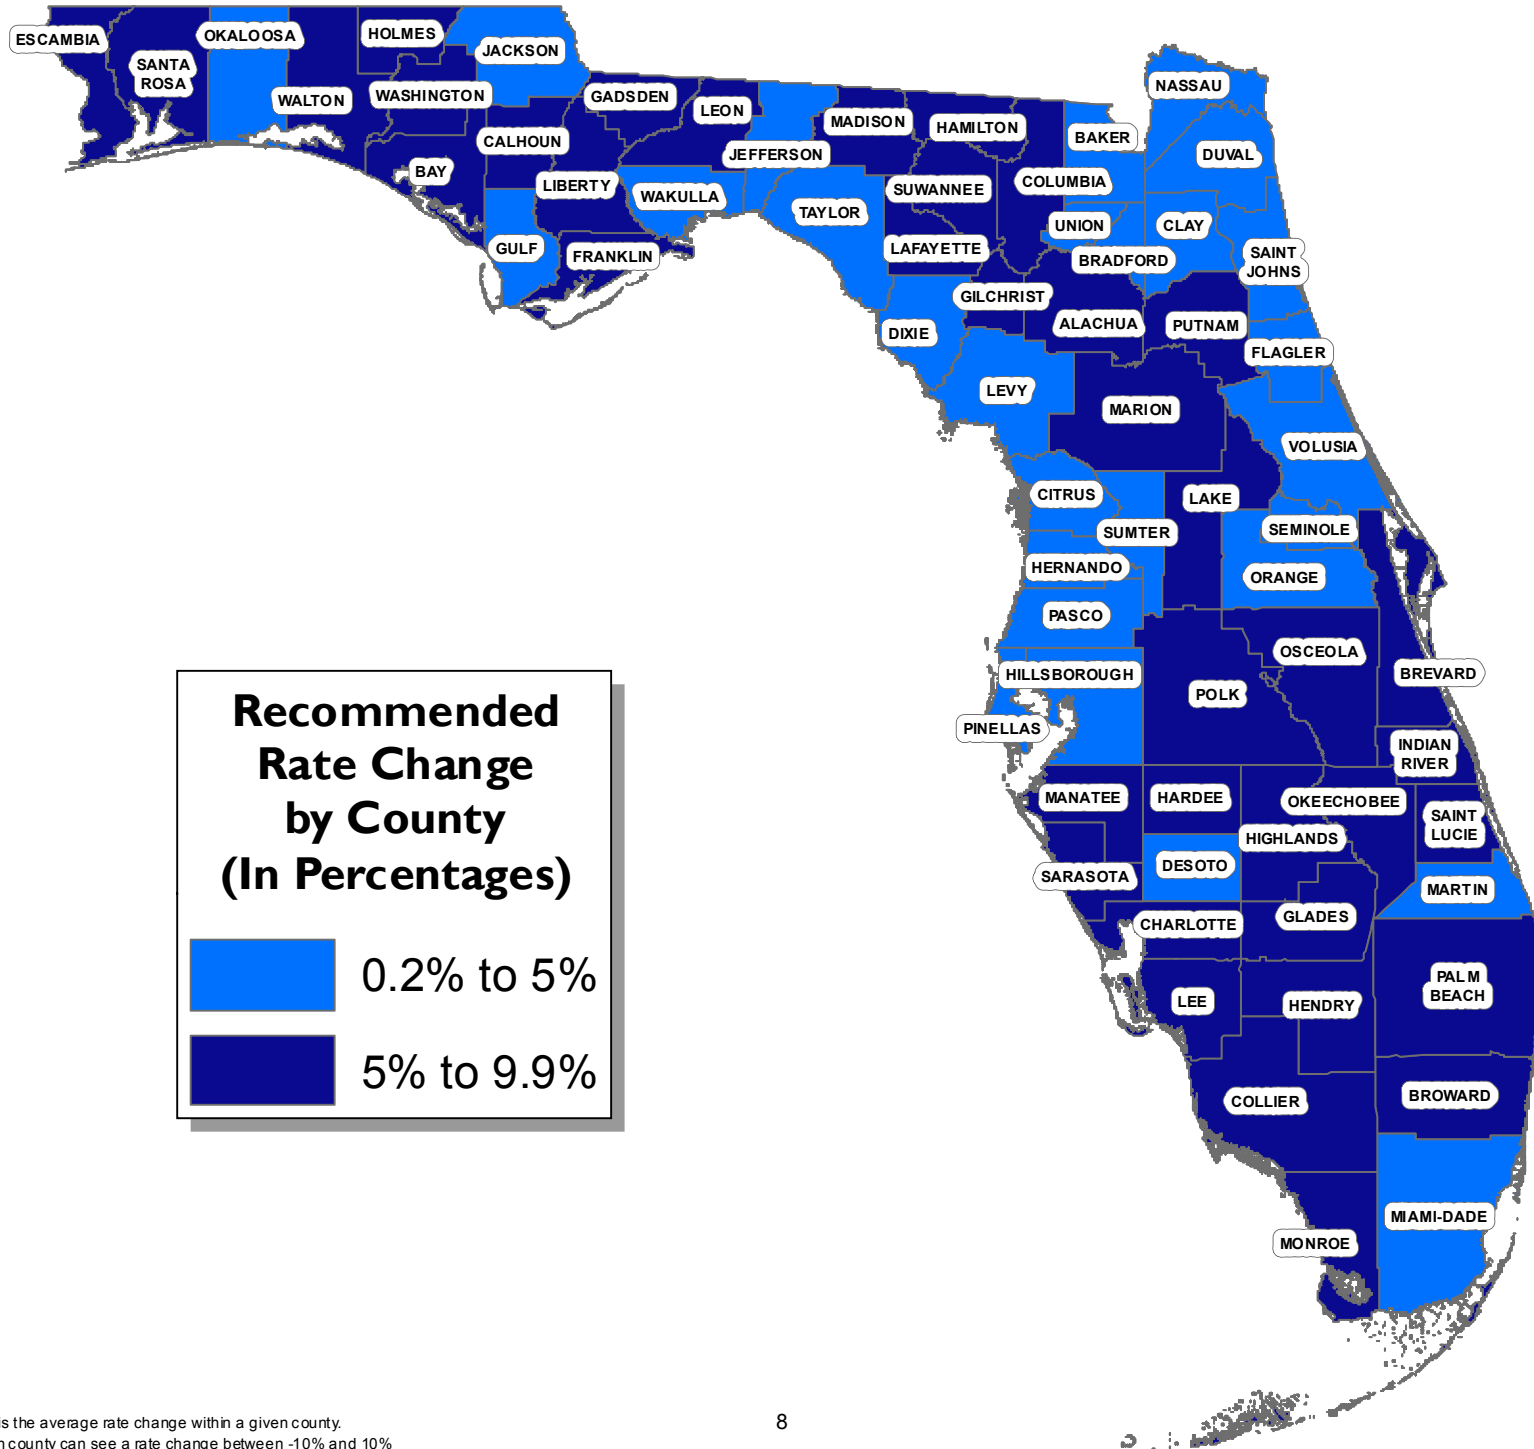 ESCAMBIA
SANTA
ROSA
OKALOOSA
WALTON
HOLMES
WASHINGTON
JACKSON
BAY
CALHOUN
GULF
LIBERTY
FRANKLIN
GADSDEN
LEON
WAKULLA
JEFFERSON
MADISON
TAYLOR
HAMILTON
SUWANNEE
LAFAYETTE
DIXIE
COLUMBIA
GILCHRIST
LEVY
BAKER
UNION
BRADFORD
ALACHUA
NASSAU
DUVAL
CLAY
SAINT
JOHNS
PUTNAM
FLAGLER
MARION
VOLUSIA
CITRUS
SUMTER
LAKE
SEMINOLE
HERNANDO
ORANGE
PASCO
OSCEOLA
BREVARD
HILLSBOROUGH
POLK
PINELLAS
INDIAN
RIVER
MANATEE
HARDEE
OKEECHOBEE
SAINT
LUCIE
HIGHLANDS
SARASOTA
DESOTO
MARTIN
CHARLOTTE
GLADES
LEE
HENDRY
PALM
BEACH
COLLIER
BROWARD
MIAMI-DADE
MONROE
Recommended
Rate Change
by County
(In Percentages)
0.2% to 5%
5% to 9.9%
is the average rate change within a given county.
county can see a rate change between -10% and 10%
8